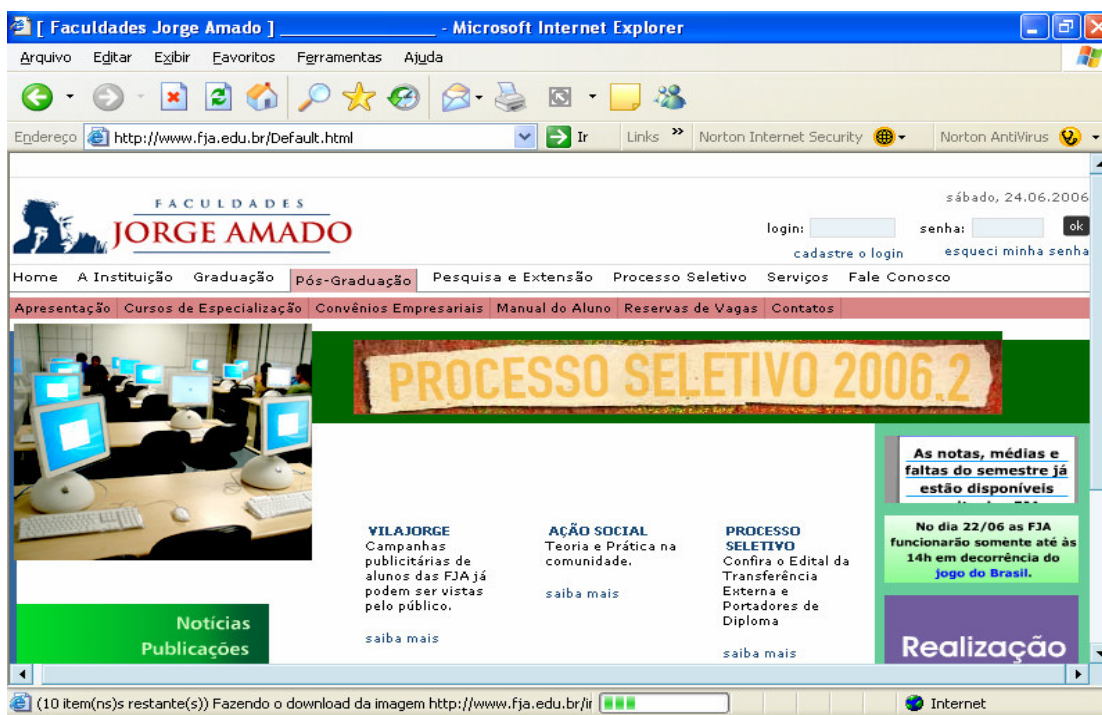 [ Faculdades Jorge Amado ] __________________ - Microsoft Internet Explorer
Arquivo Editar Exibir Favoritos Ferramentas Ajuda
Endereço http://www.fja.edu.br/Default.html Ir Links » Norton Internet Security Norton AntiVirus
sábado, 24.06.2006
FACULDADES
JORGE AMADO
login: senha: ok
cadastre o login esqueci minha senha
Home A Instituição Graduação Pós-Graduação Pesquisa e Extensão Processo Seletivo Serviços Fale Conosco
Apresentação Cursos de Especialização Convênios Empresariais Manual do Aluno Reservas de Vagas Contatos
PROCESSO SELETIVO 2006.2
VILAJORGE
Campanhas
publicitárias de
alunos das FJA já
podem ser vistas
pelo público.
saiba mais
AÇÃO SOCIAL
Teoria e Prática na
comunidade.
saiba mais
PROCESSO
SELETIVO
Confira o Edital da
Transferência
Externa e
Portadores de
Diploma
saiba mais
As notas, médias e
faltas do semestre já
estão disponíveis
No dia 22/06 as FJA
funcionarão somente até às
14h em decorrência do
jogo do Brasil.
Notícias
Publicações
Realização
(10 item(ns)s restante(s)) Fazendo o download da imagem http://www.fja.edu.br/ir Internet